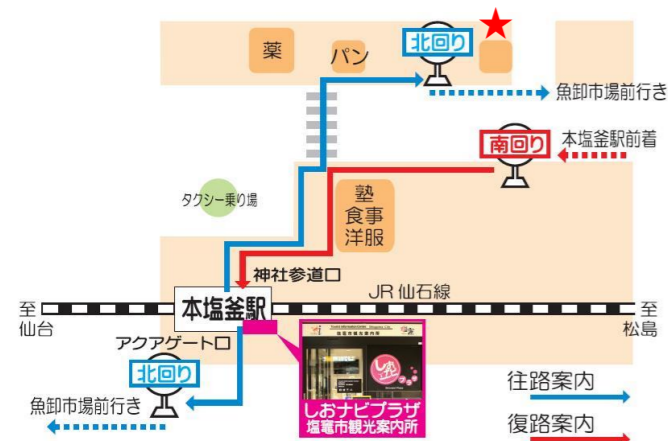 薬
パン
北回り
魚卸市場前行き
南回り
本塩釜駅前着
塾
食事
洋服
タクシー乗り場
神社参道口
JR仙石線
至
仙台
本塩釜駅
至
松島
アクアゲート口
北回り
魚卸市場前行き
しおナビプラザ
塩竈市観光案内所
往路案内
復路案内